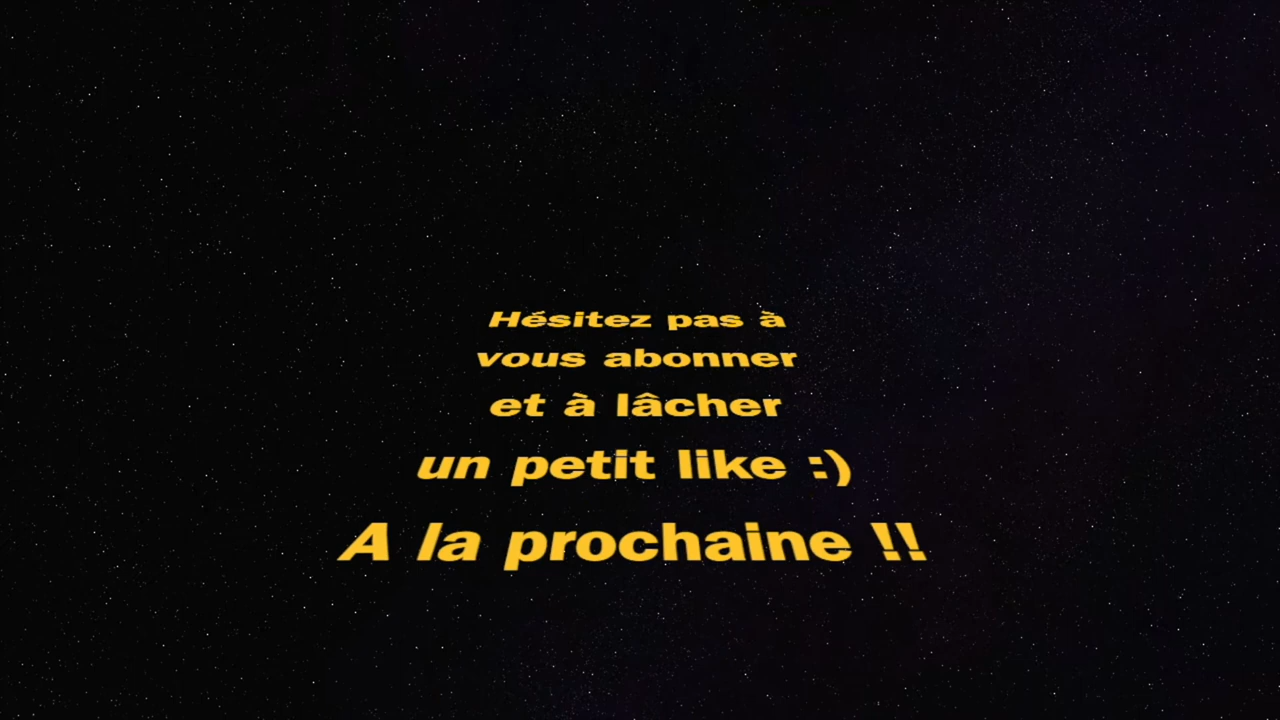 Hésitez pas à
vous abonner
et à lâcher
un petit like :)
A la prochaine !!